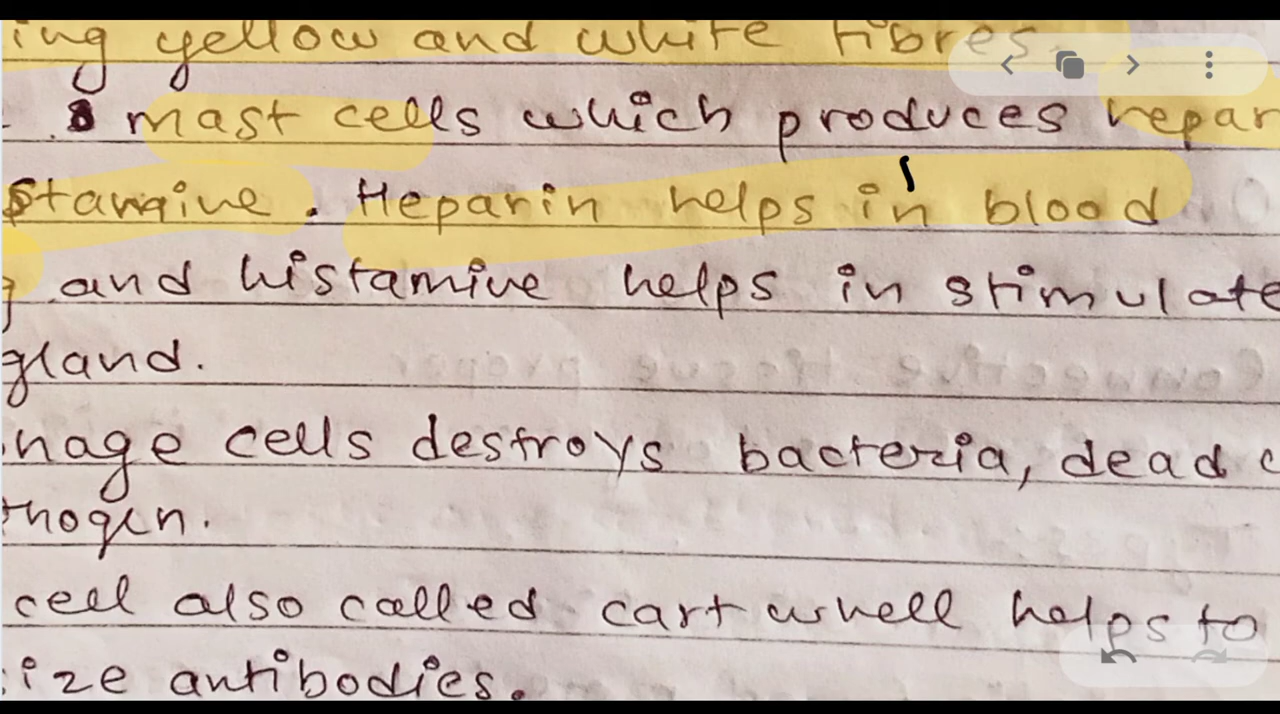 ing yellow and white fibres.
mast cells which produces hepar
stamine. Heparin helps in blood
and histamine helps in stimulate
gland.
hage cells destroys bacteria, dead c
thogen.
cell also called cart whell helps to
ize antibodies.